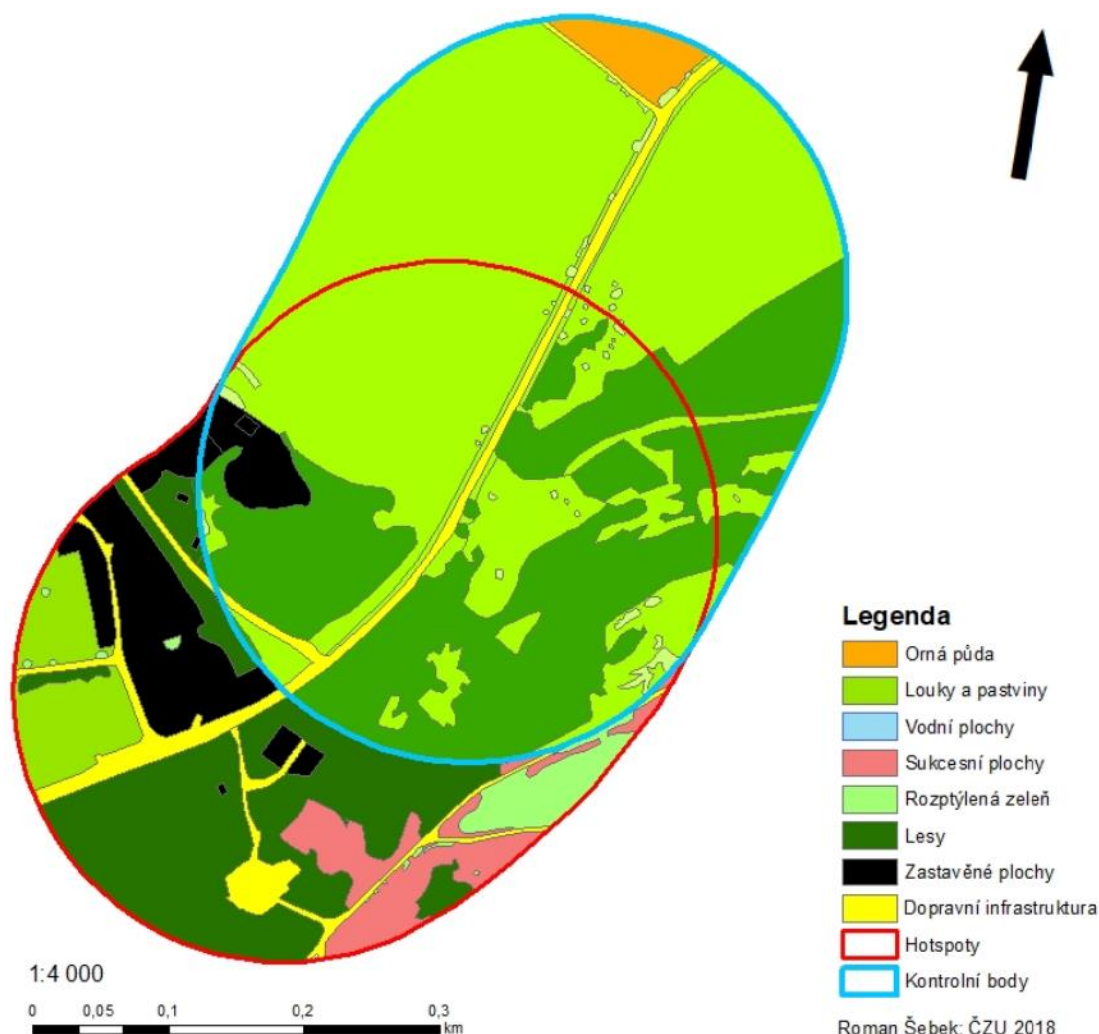 Legenda
Orná půda
Louky a pastviny
Vodní plochy
Sukcesní plochy
Rozptýlená zeleň
Lesy
Zastavěné plochy
Dopravní infrastruktura
Hotspoty
Kontrolní body
1:4 000
0 0,05 0,1 0,2 0,3
km
Roman Šebek; ČZU 2018